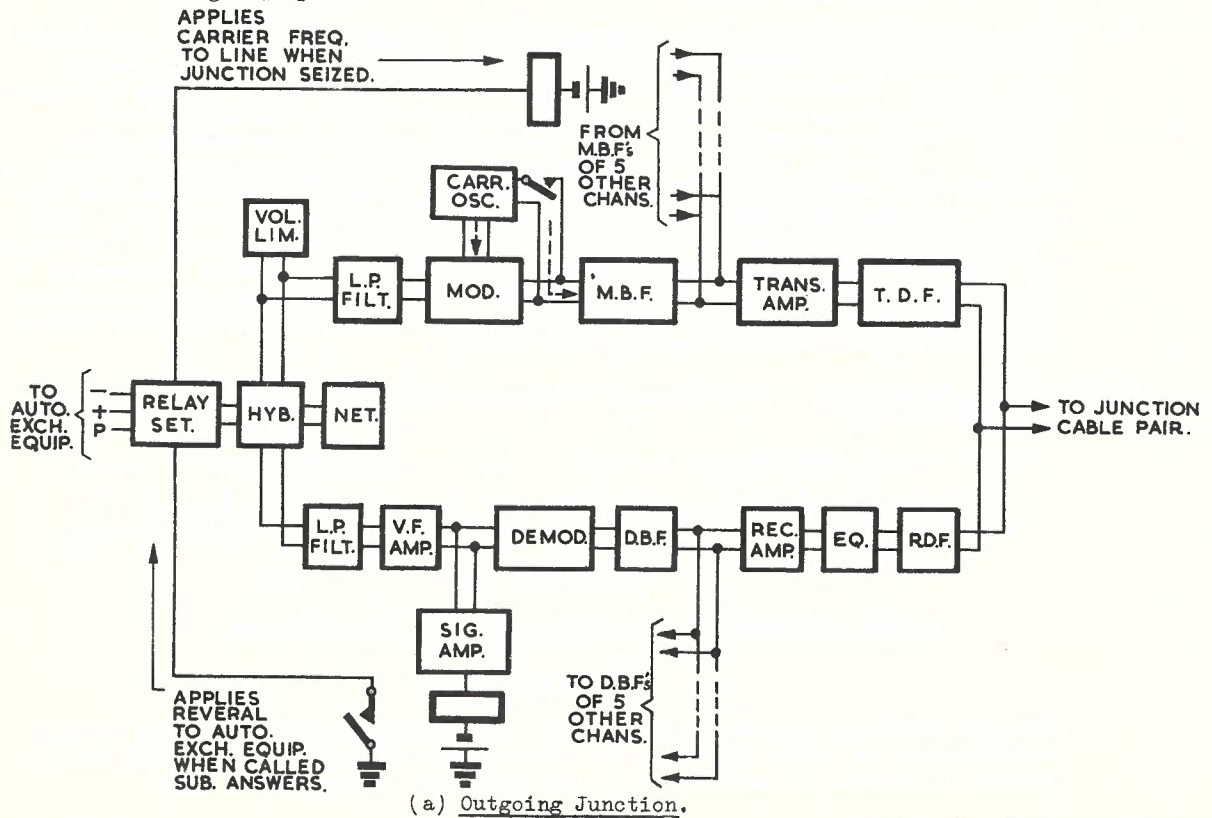 APPLIES
CARRIER FREQ.
TO LINE WHEN
JUNCTION SEIZED.
FROM
M.B.F's
OF 5
OTHER
CHANS.
CARR.
OSC.
VOL.
LIM.
L.P.
FILT.
MOD.
M.B.F.
TRANS.
AMP.
T. D. F.
TO
AUTO.
EXCH.
EQUIP.
−
+
P
RELAY
SET.
HYB.
NET.
TO JUNCTION
CABLE PAIR.
L.P.
FILT.
V.F.
AMP.
DEMOD.
D.B.F.
REC.
AMP.
EQ.
R.D.F.
SIG.
AMP.
TO D.B.F's
OF 5
OTHER
CHANS.
APPLIES
REVERAL
TO AUTO.
EXCH. EQUIP.
WHEN CALLED
SUB. ANSWERS.
(a) Outgoing Junction.